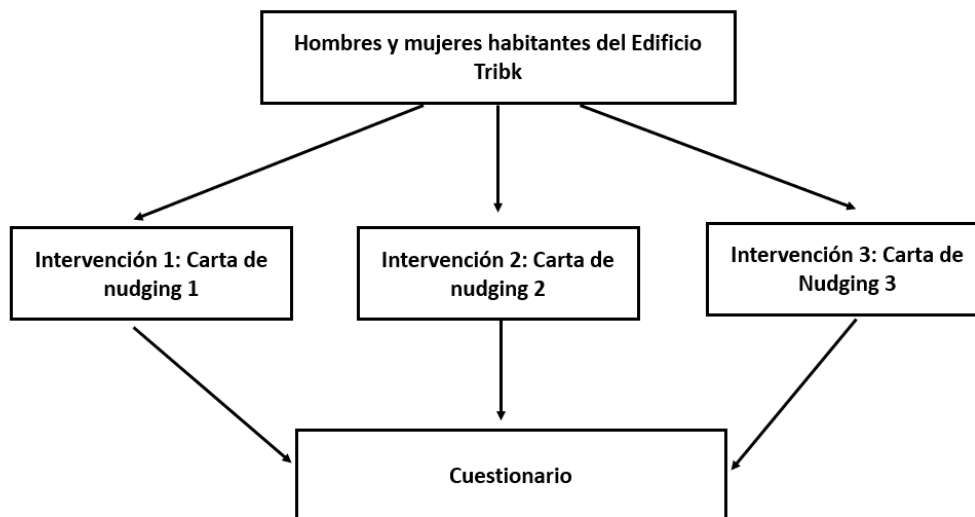 Hombres y mujeres habitantes del Edificio
Tribk
Intervención 1: Carta de
nudging 1
Intervención 2: Carta de
nudging 2
Intervención 3: Carta de
Nudging 3
Cuestionario